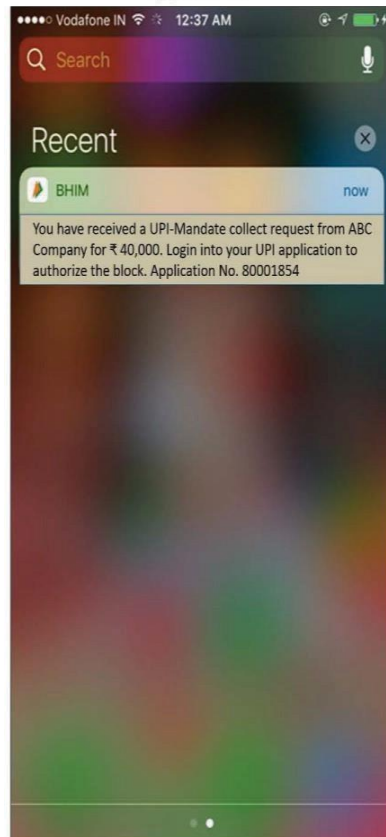 Vodafone IN 12:37 AM
Search
Recent
BHIM now
You have received a UPI-Mandate collect request from ABC
Company for ₹ 40,000. Login into your UPI application to
authorize the block. Application No. 80001854